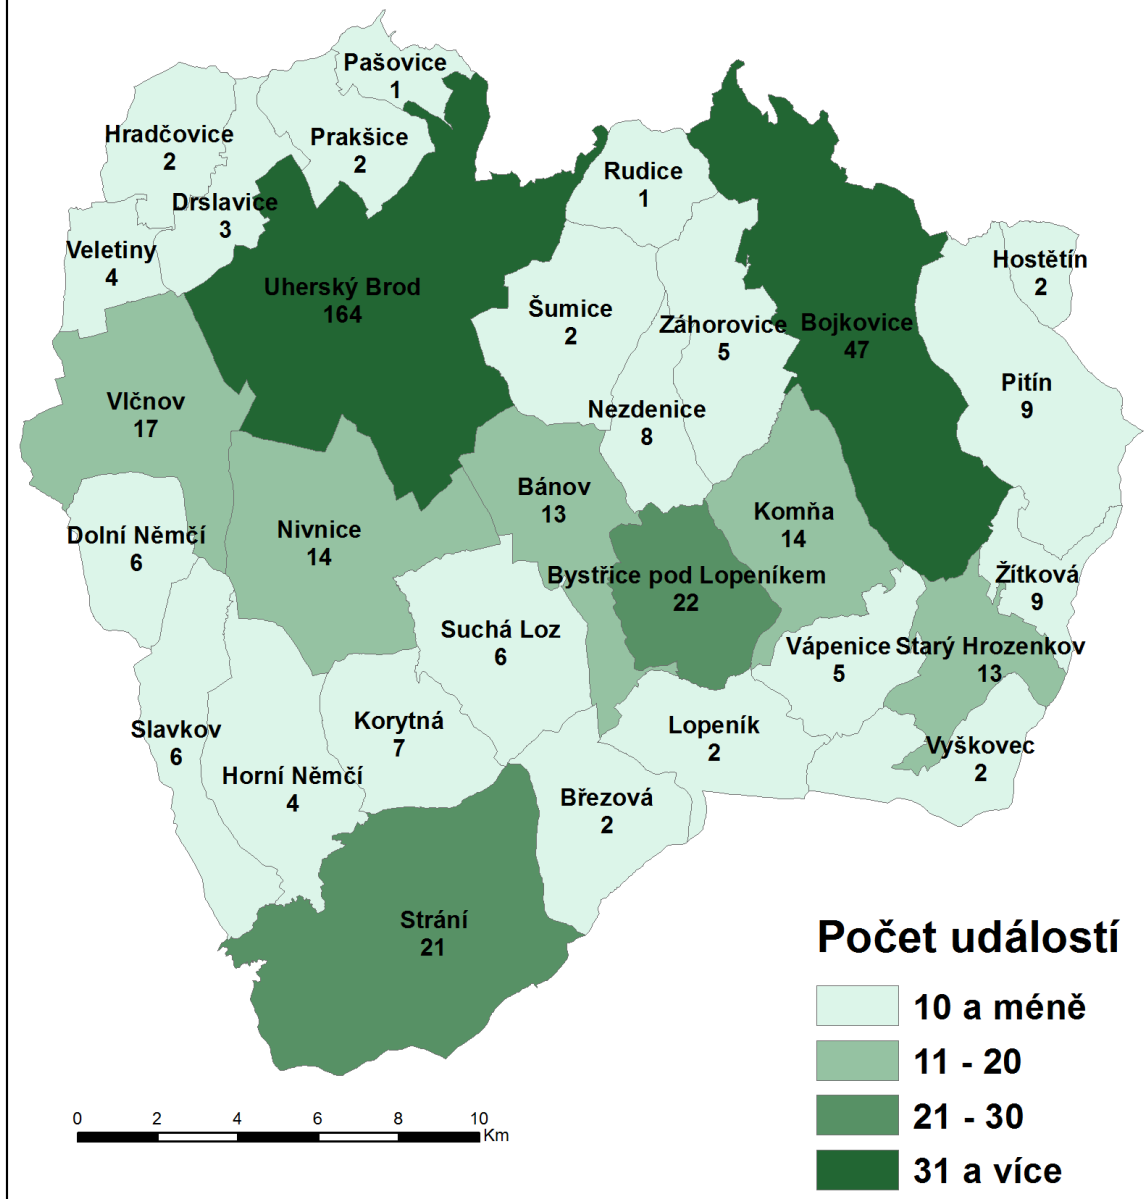 Pašovice
1
Hradčovice
2
Prakšice
2
Rudice
1
Drslavice
3
Veletiny
4
Hostětín
2
Uherský Brod
164
Šumice
2
Záhorovice
5
Bojkovice
47
Pitín
9
Vlčnov
17
Nezdenice
8
Bánov
13
Komňa
14
Nivnice
14
Dolní Němčí
6
Bystřice pod Lopeníkem
22
Žítková
9
Suchá Loz
6
Vápenice
5
Starý Hrozenkov
13
Slavkov
6
Korytná
7
Lopeník
2
Vyškovec
2
Horní Němčí
4
Březová
2
Strání
21
Počet událostí
10 a méně
11 - 20
21 - 30
31 a více
0 2 4 6 8 10
Km